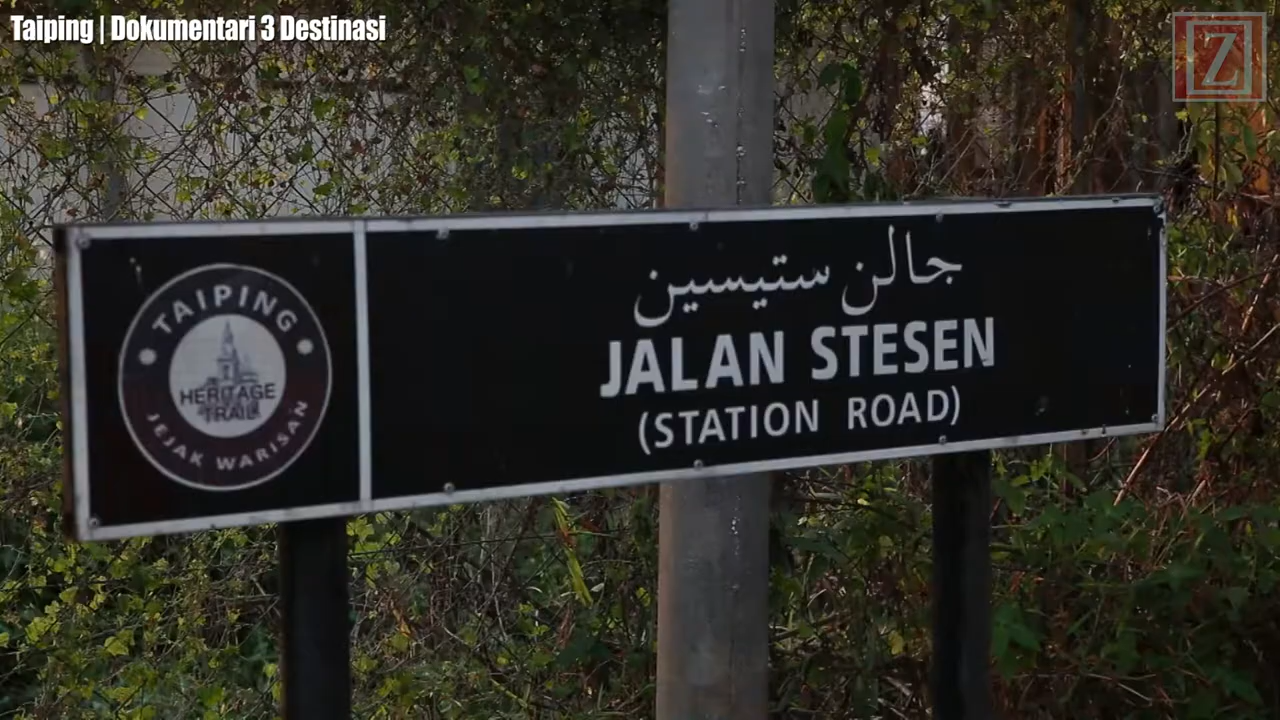 Taiping | Dokumentari 3 Destinasi
Z
TAIPING
HERITAGE
TRAIL
JEJAK WARISAN
جالن ستيسين
JALAN STESEN
(STATION ROAD)